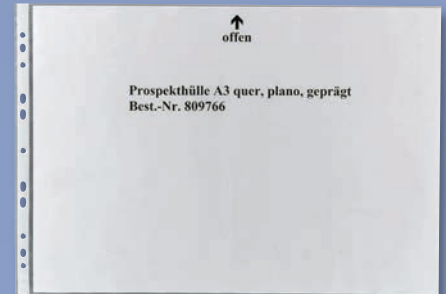 offen
Prospekthülle A3 quer, plano, geprägt
Best.-Nr. 809766